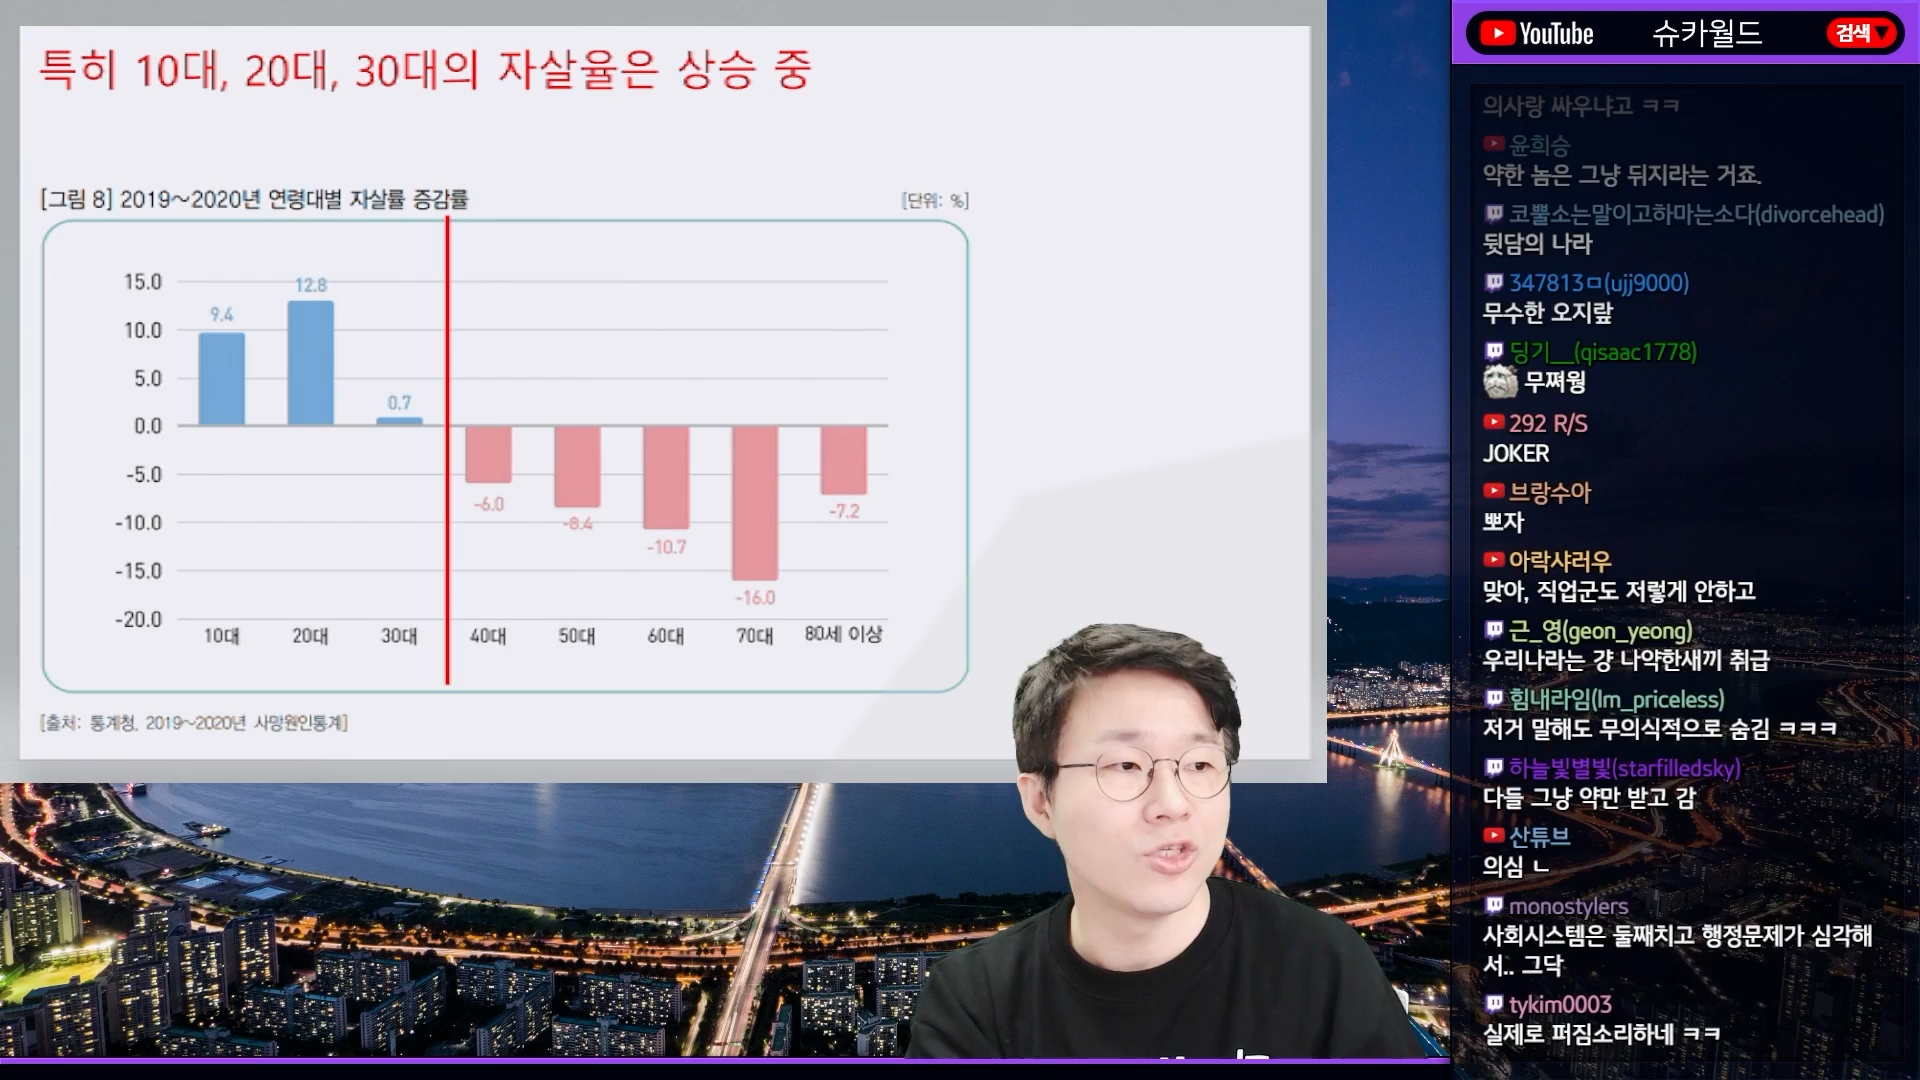 특히 10대, 20대, 30대의 자살율은 상승 중
[그림 8] 2019~2020년 연령대별 자살률 증감률
[단위: %]
15.0
10.0
5.0
0.0
-5.0
-10.0
-15.0
-20.0
9.4
12.8
0.7
-6.0
-8.4
-10.7
-16.0
-7.2
10대
20대
30대
40대
50대
60대
70대
80세 이상
[출처: 통계청, 2019~2020년 사망원인통계]
YouTube
슈카월드
검색▼
의사랑 싸우냐고 ㅋㅋ
윤희승
약한 놈은 그냥 뒤지라는 거죠.
코뿔소는말이고하마는소다(divorcehead)
뒷담의 나라
347813ㅁ(ujj9000)
무수한 오지랖
딩기__(qisaac1778)
무쪄웡
292 R/S
JOKER
브랑수아
뽀자
아락샤러우
맞아, 직업군도 저렇게 안하고
근_영(geon_yeong)
우리나라는 걍 나약한새끼 취급
힘내라임(lm_priceless)
저거 말해도 무의식적으로 숨김 ㅋㅋㅋ
하늘빛별빛(starfilledsky)
다들 그냥 약만 받고 감
산튜브
의심 ㄴ
monostylers
사회시스템은 둘째치고 행정문제가 심각해
서.. 그닥
tykim0003
실제로 퍼짐소리하네 ㅋㅋ